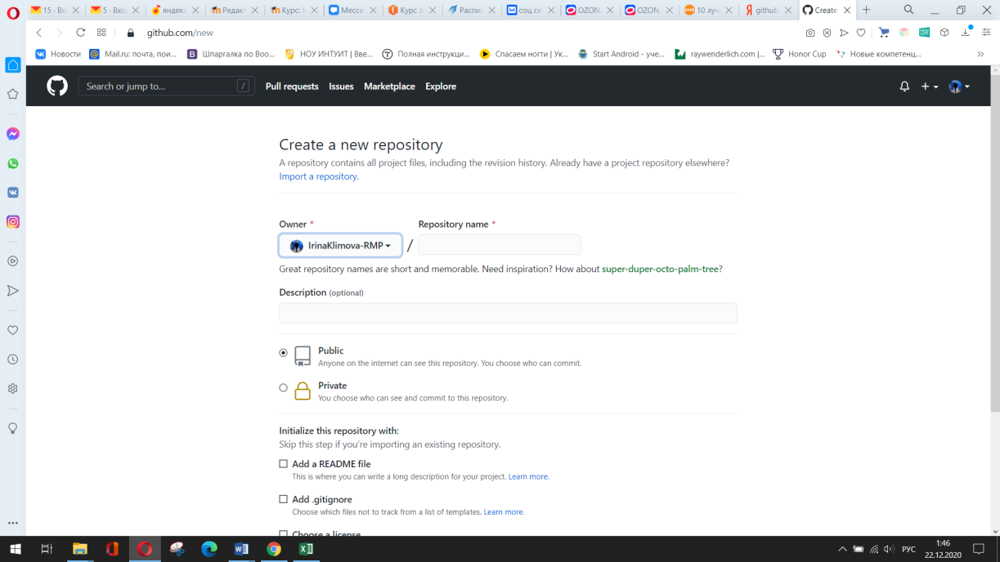 15 - Вхо
5 - Вхо.
яндекс
Редакт
Курс: М
Мессе
Курс Jа
Распис
соц се
OZON.
OZON.
10 луч
github
Create
github.com/new
Новости
Mail.ru: почта, пои...
Шпаргалка по Boo...
НОУ ИНТУИТ | Вве...
Полная инструкци...
Спасаем ногти | Ук...
Start Android - уче...
raywenderlich.com |...
Honor Cup
Новые компетенц...
Search or jump to...
/
Pull requests
Issues
Marketplace
Explore
Create a new repository
A repository contains all project files, including the revision history. Already have a project repository elsewhere?
Import a repository.
Owner *
Repository name *
IrinaKlimova-RMP
/
Great repository names are short and memorable. Need inspiration? How about super-duper-octo-palm-tree?
Description (optional)
Public
Anyone on the internet can see this repository. You choose who can commit.
Private
You choose who can see and commit to this repository.
Initialize this repository with:
Skip this step if you're importing an existing repository.
Add a README file
This is where you can write a long description for your project. Learn more.
Add .gitignore
Choose which files not to track from a list of templates. Learn more.
Choose a license
РУС
1:46
22.12.2020